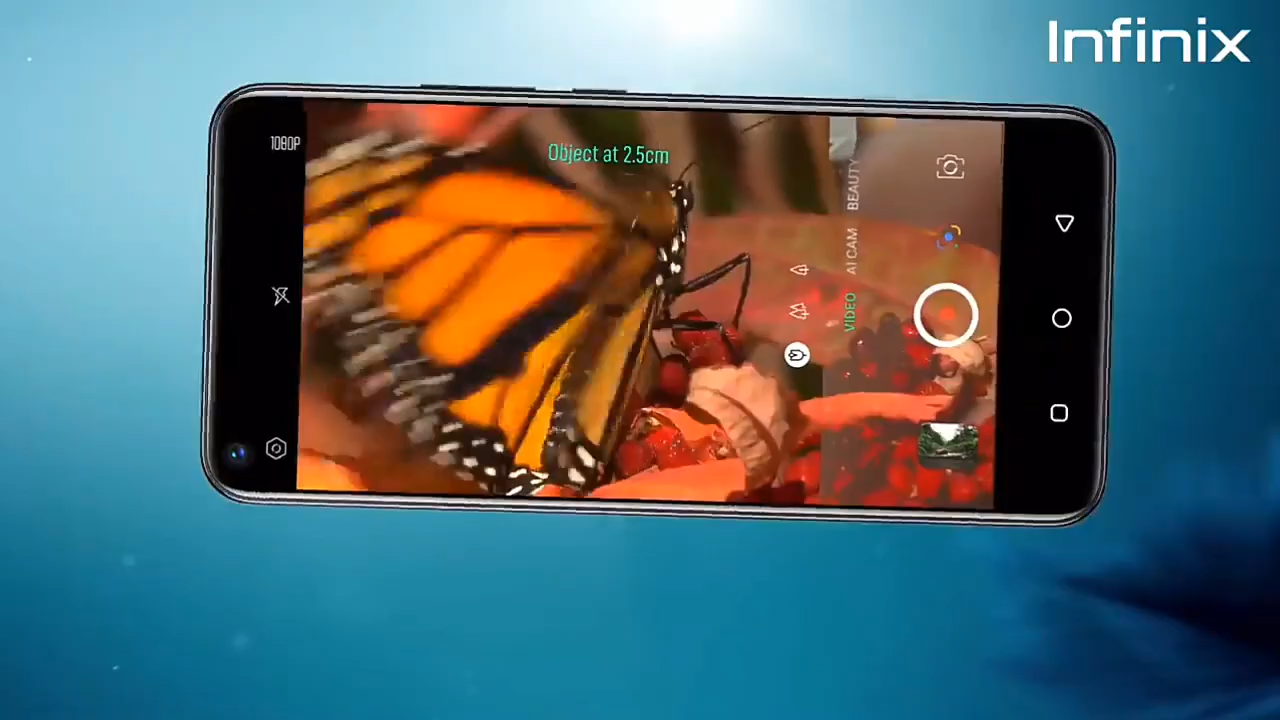 Infinix
1080P
Object at 2.5cm
BEAUTY
AI CAM
VIDEO